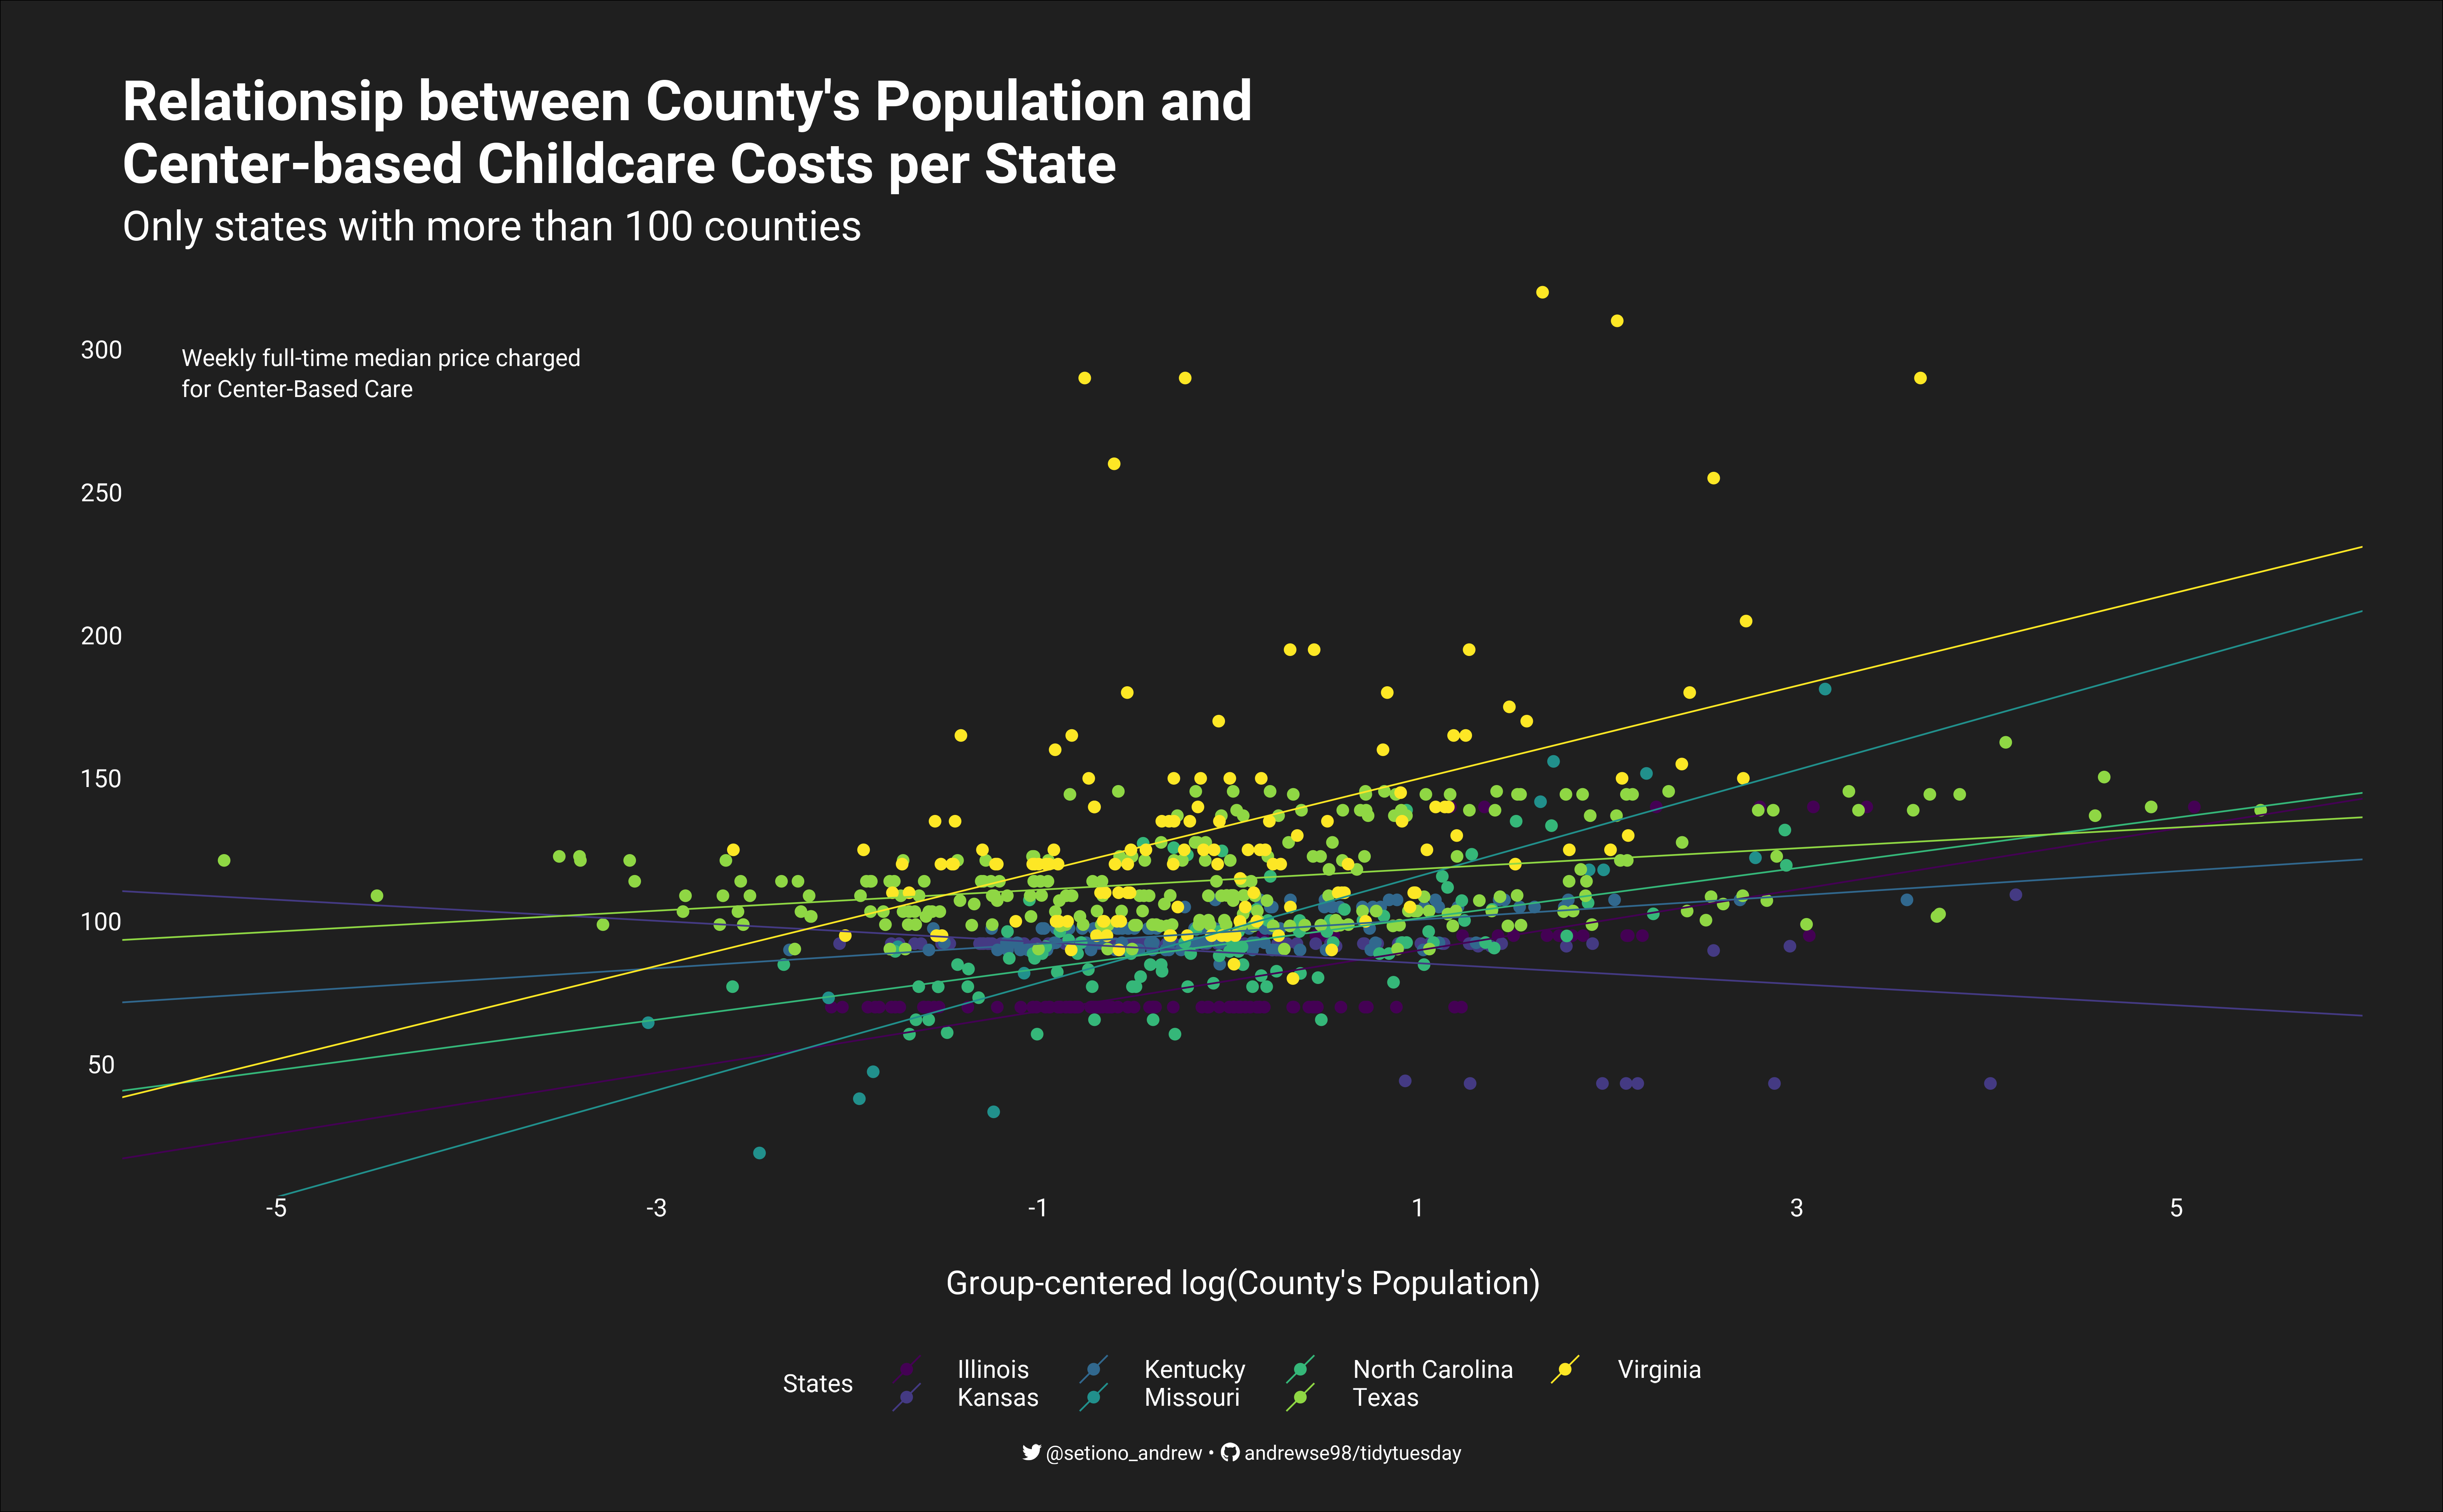 Relationsip between County's Population and
Center-based Childcare Costs per State
Only states with more than 100 counties
300
Weekly full-time median price charged
for Center-Based Care
250
200
150
100
50
-5 -3 -1 1 3 5
Group-centered log(County's Population)
States
Illinois Kentucky North Carolina Virginia
Kansas Missouri Texas
@setiono_andrew • andrewse98/tidytuesday